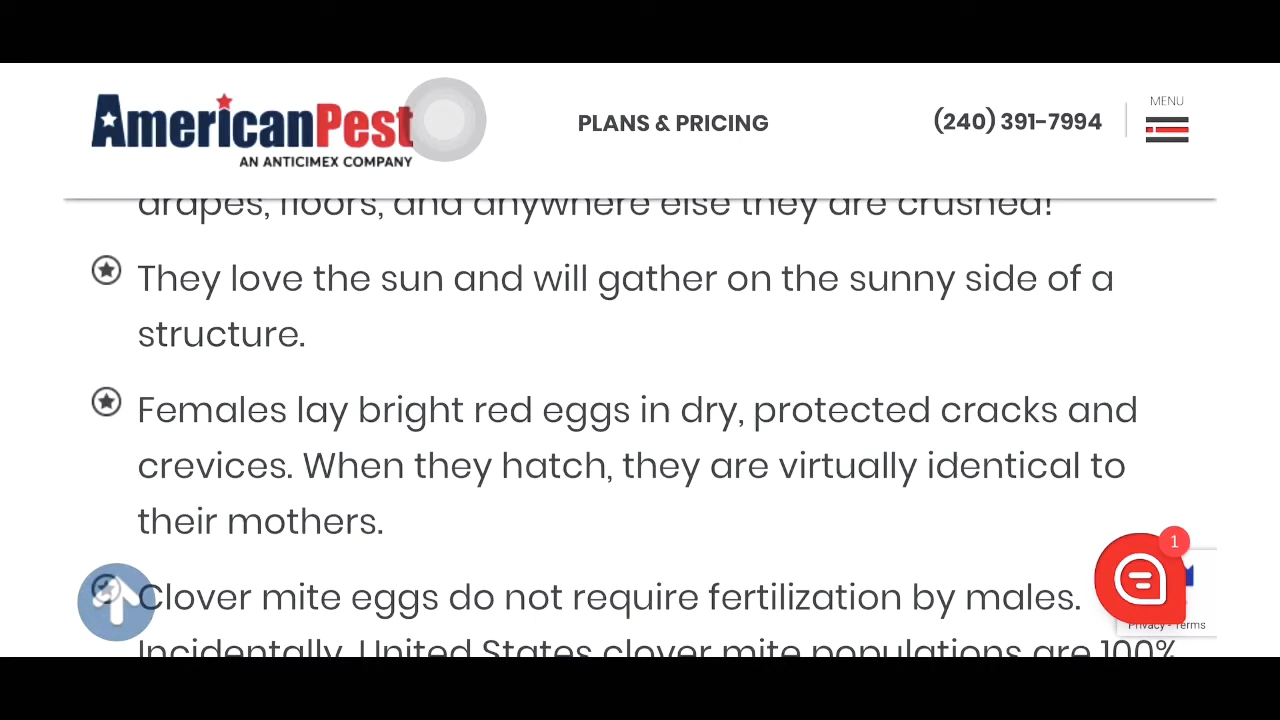 AmericanPest
AN ANTICIMEX COMPANY
PLANS & PRICING
(240) 391-7994
MENU
drapes, floors, and anywhere else they are crushed!
They love the sun and will gather on the sunny side of a
structure.
Females lay bright red eggs in dry, protected cracks and
crevices. When they hatch, they are virtually identical to
their mothers.
1
Clover mite eggs do not require fertilization by males.
Privacy - Terms
Incidentally, United States clover mite populations are 100%